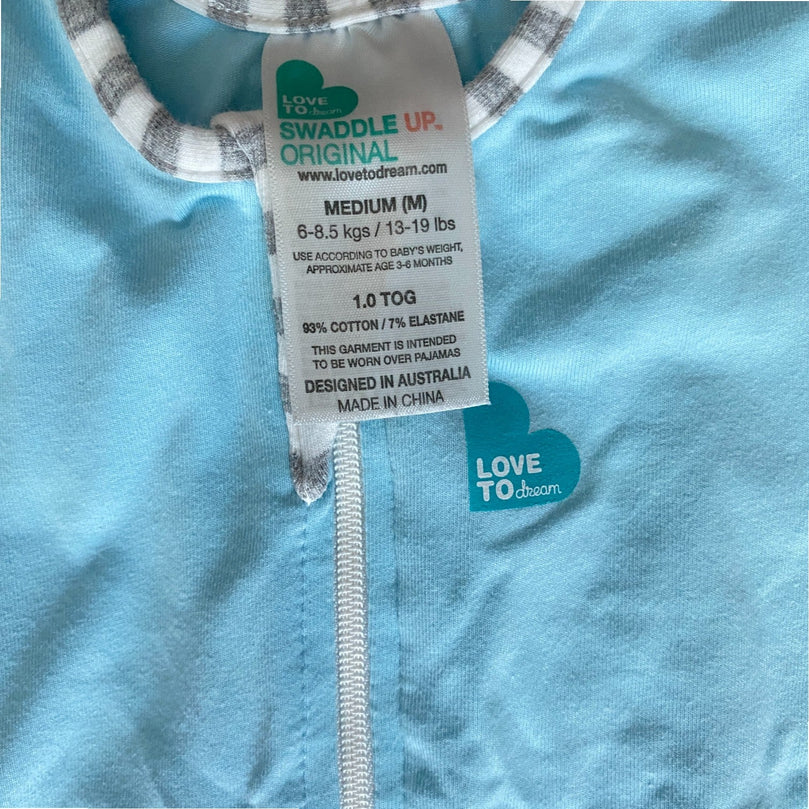 LOVE
TO dream
SWADDLE UP™
ORIGINAL
www.lovetodream.com
MEDIUM (M)
6-8.5 kgs / 13-19 lbs
USE ACCORDING TO BABY'S WEIGHT,
APPROXIMATE AGE 3-6 MONTHS
1.0 TOG
93% COTTON / 7% ELASTANE
THIS GARMENT IS INTENDED
TO BE WORN OVER PAJAMAS
DESIGNED IN AUSTRALIA
MADE IN CHINA
LOVE
TO dream